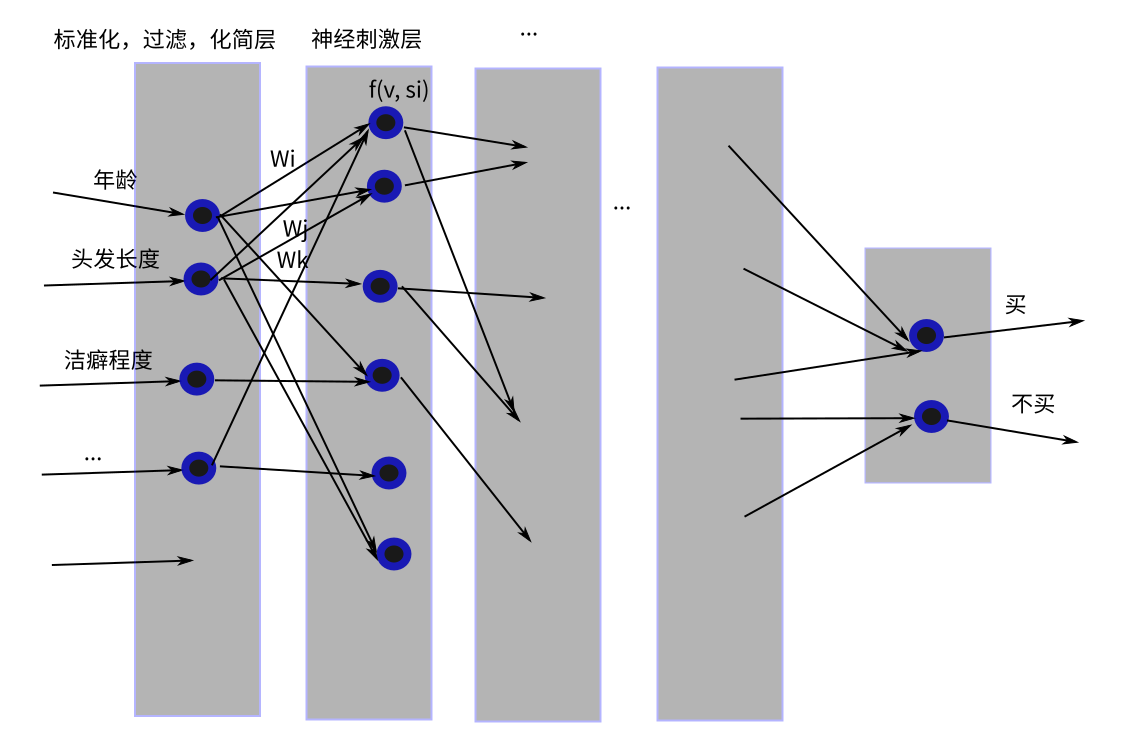 标准化，过滤，化简层
神经刺激层
...
f(v, si)
Wi
年龄
...
Wj
头发长度
Wk
买
洁癖程度
不买
...